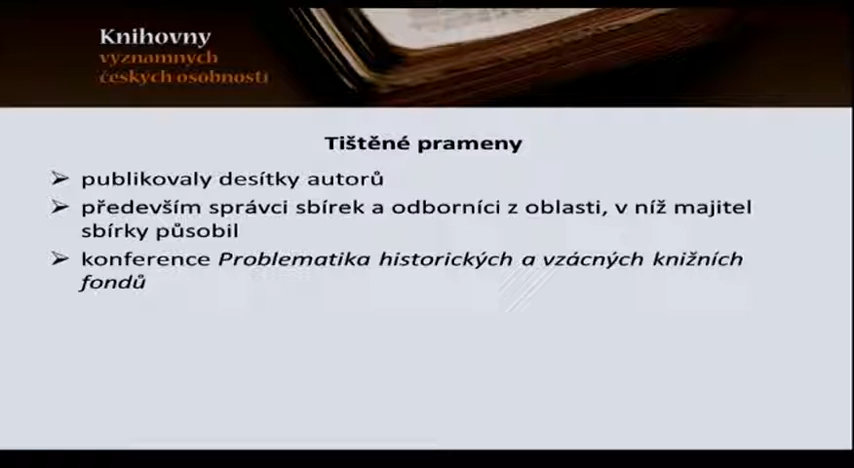 Knihovny
významných
českých osobností
Tištěné prameny
➢ publikovaly desítky autorů
➢ především správci sbírek a odborníci z oblasti, v níž majitel
sbírky působil
➢ konference Problematika historických a vzácných knižních
fondů